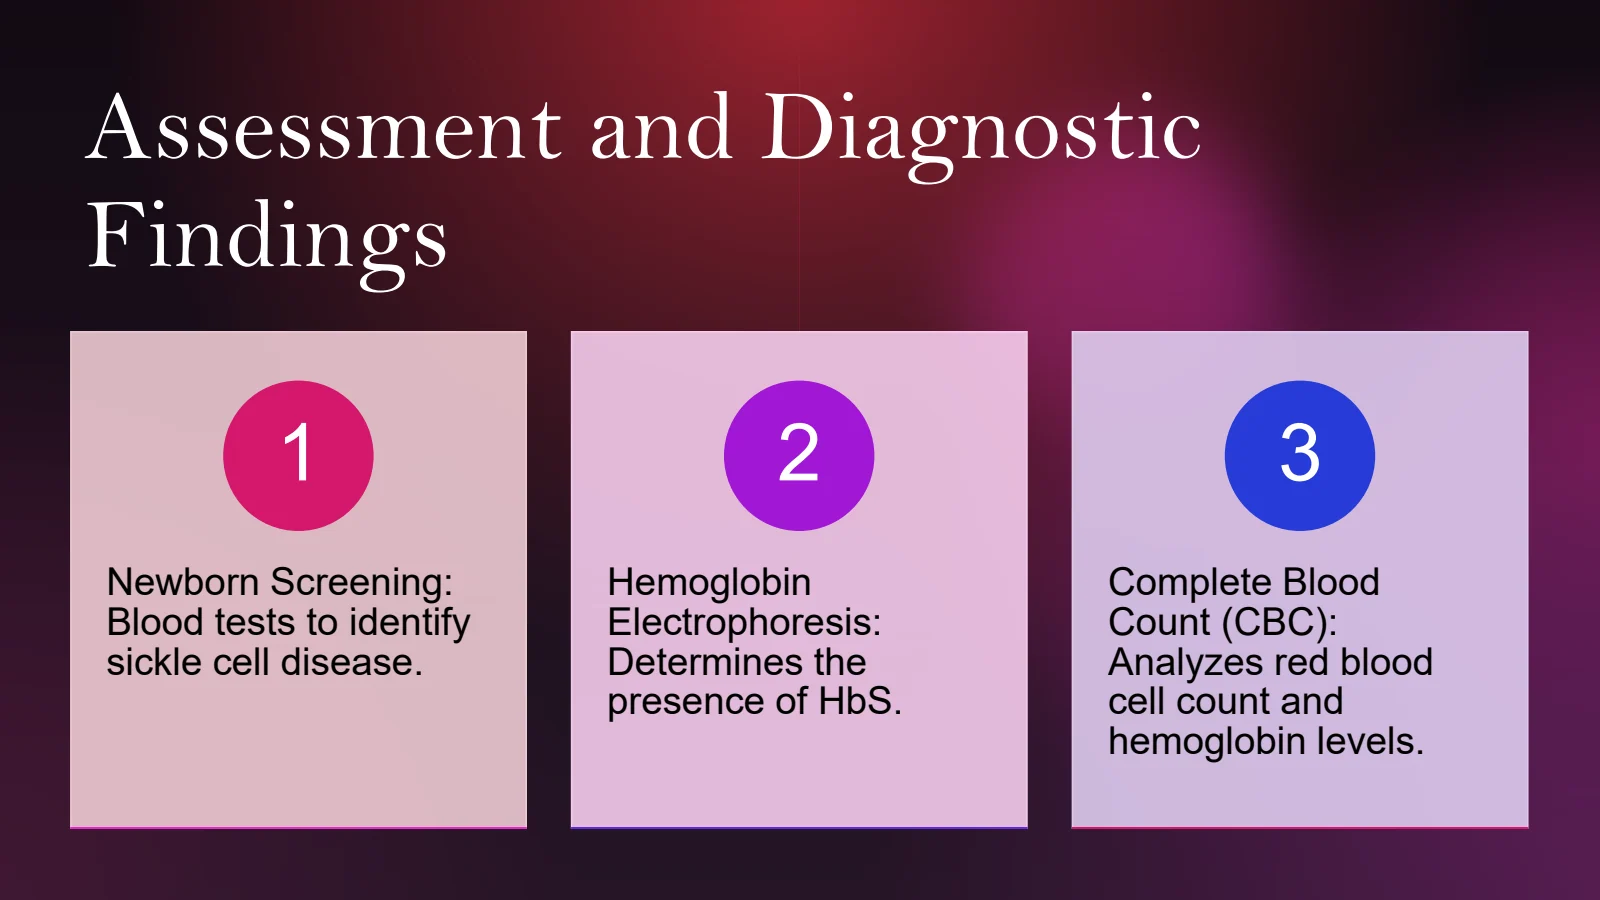 Assessment and Diagnostic
Findings
1
Newborn Screening:
Blood tests to identify
sickle cell disease.
2
Hemoglobin
Electrophoresis:
Determines the
presence of HbS.
3
Complete Blood
Count (CBC):
Analyzes red blood
cell count and
hemoglobin levels.